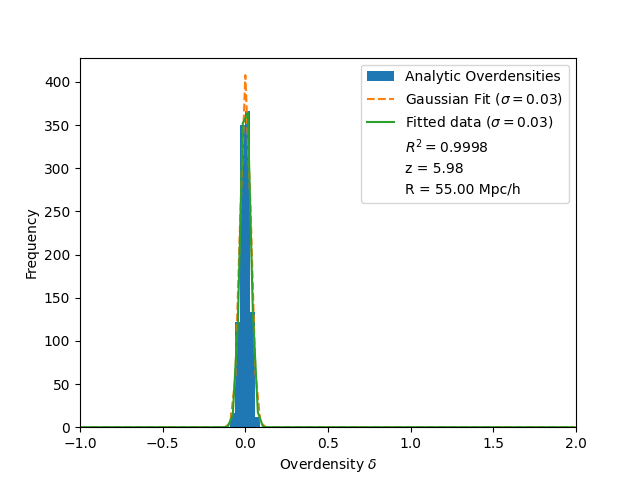 Analytic Overdensities
Gaussian Fit (σ = 0.03)
Fitted data (σ = 0.03)
R² = 0.9998
z = 5.98
R = 55.00 Mpc/h
Frequency
400
350
300
250
200
150
100
50
0
−1.0 −0.5 0.0 0.5 1.0 1.5 2.0
Overdensity δ